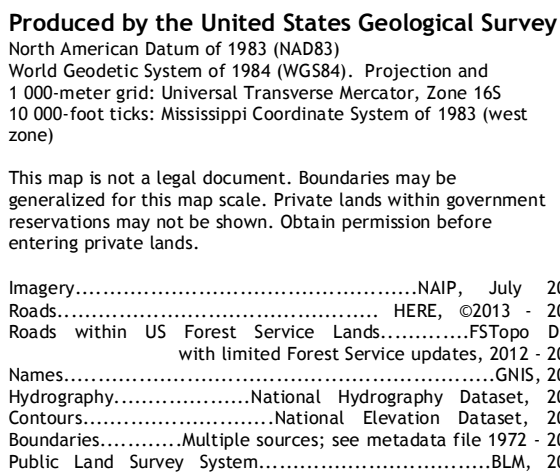 Produced by the United States Geological Survey
North American Datum of 1983 (NAD83)
World Geodetic System of 1984 (WGS84). Projection and
1 000-meter grid: Universal Transverse Mercator, Zone 16S
10 000-foot ticks: Mississippi Coordinate System of 1983 (west
zone)
This map is not a legal document. Boundaries may be
generalized for this map scale. Private lands within government
reservations may not be shown. Obtain permission before
entering private lands.
Imagery..................................................NAIP, July
Roads............................................... HERE, ©2013 -
Roads within US Forest Service Lands.............FSTopo
with limited Forest Service updates, 2012 -
Names................................................................GNIS,
Hydrography....................National Hydrography Dataset,
Contours............................National Elevation Dataset,
Boundaries............Multiple sources; see metadata file 1972 -
Public Land Survey System..................................BLM,